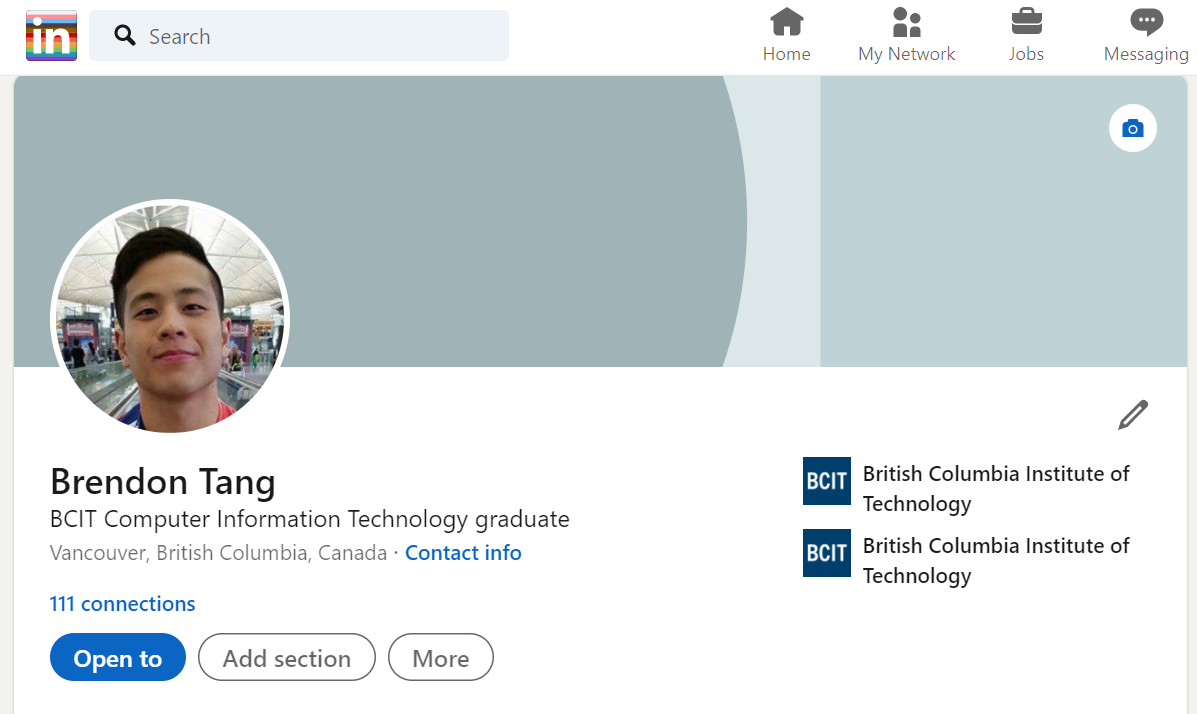 in
Search
Home
My Network
Jobs
Messaging
Brendon Tang
BCIT Computer Information Technology graduate
Vancouver, British Columbia, Canada · Contact info
111 connections
Open to
Add section
More
BCIT
British Columbia Institute of
Technology
BCIT
British Columbia Institute of
Technology